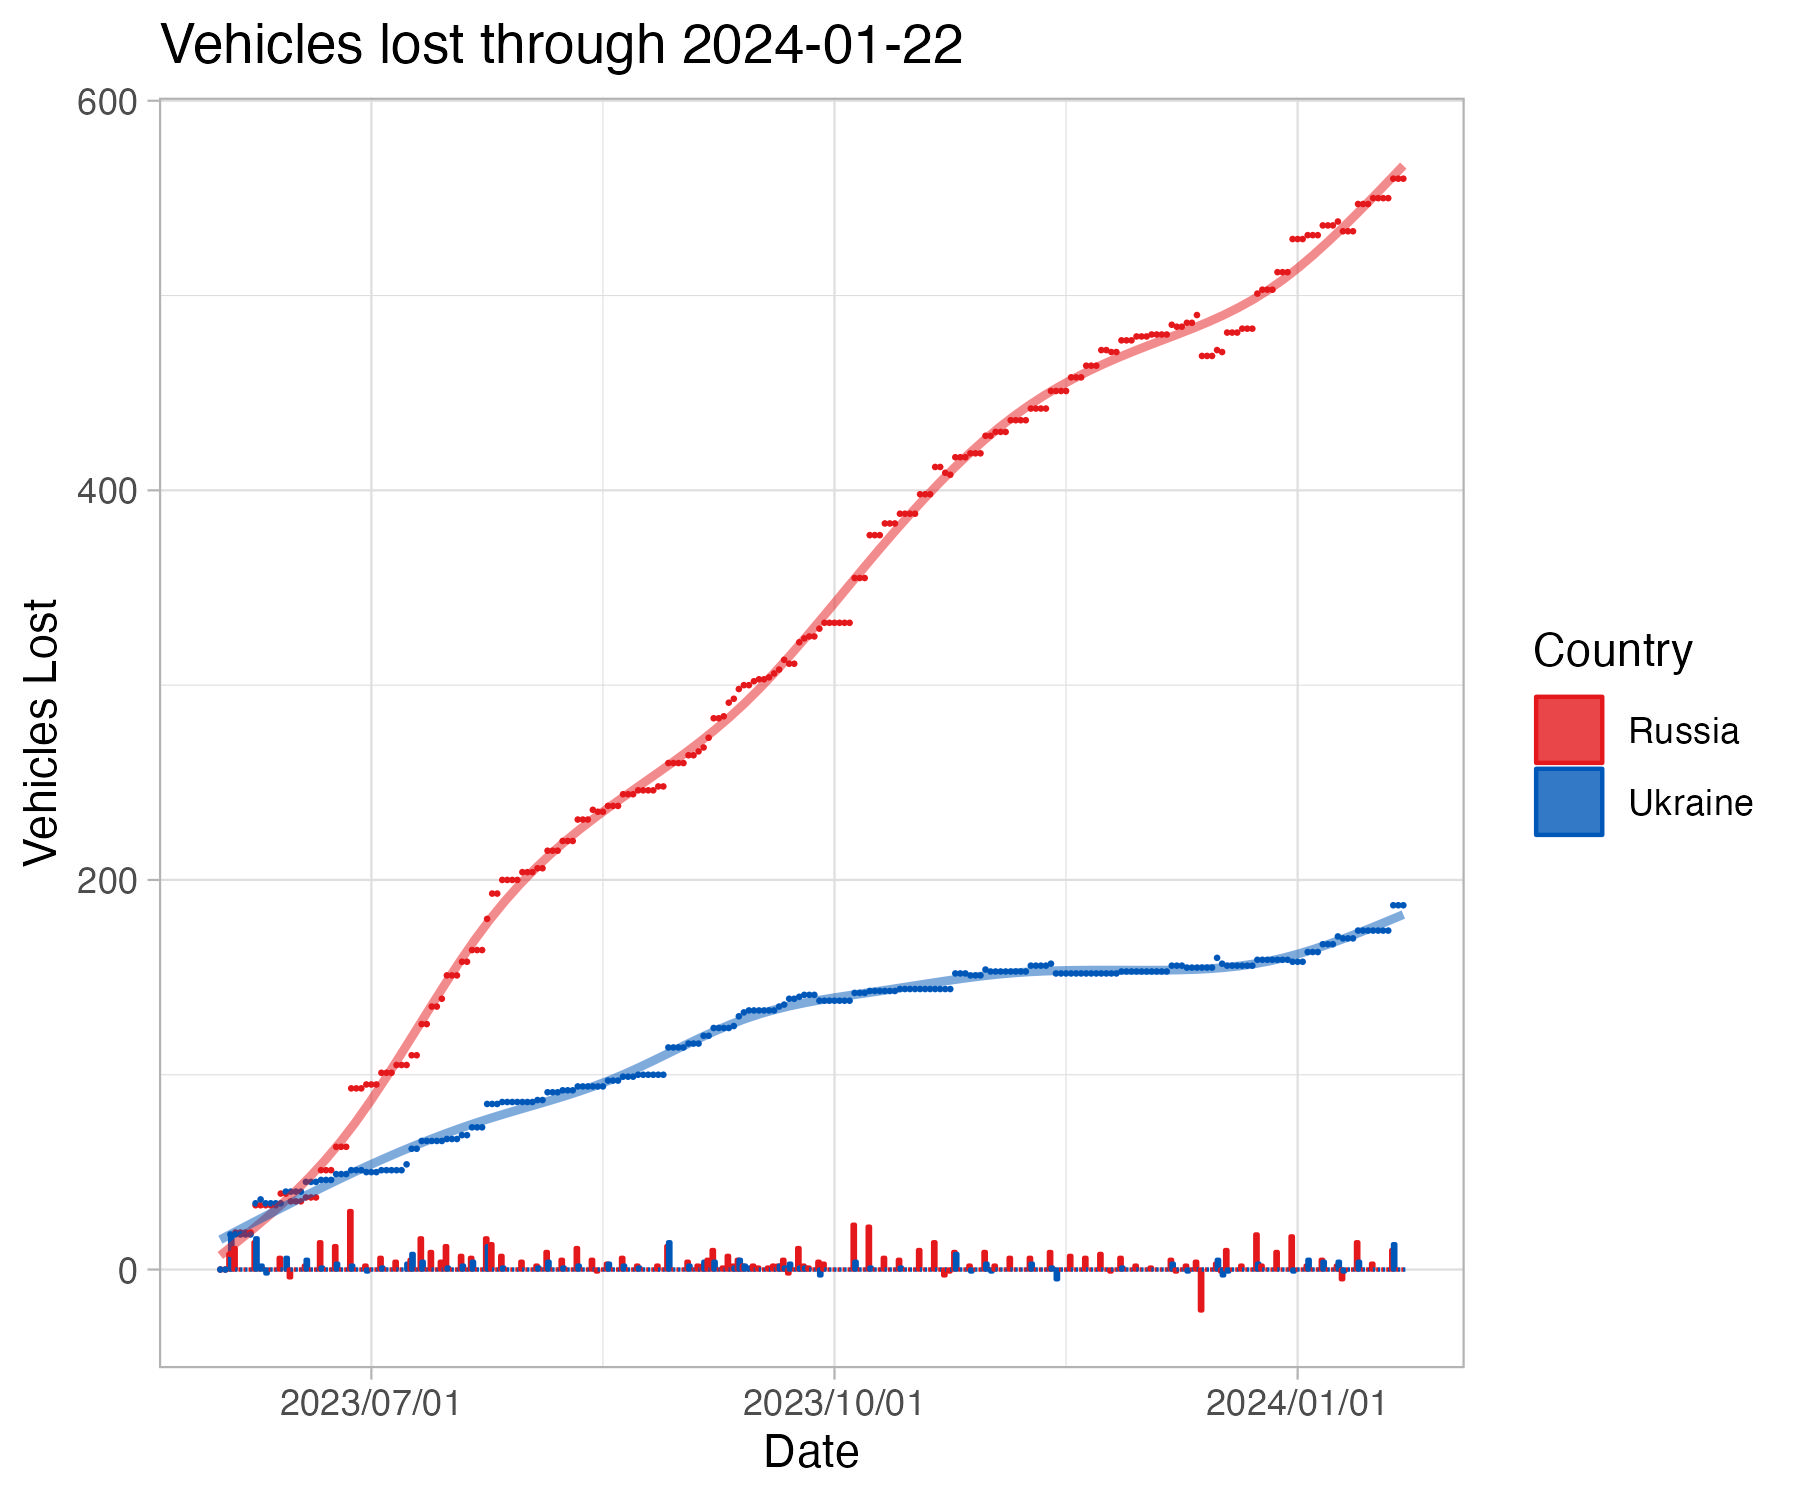 Vehicles lost through 2024-01-22
600
400
200
0
Vehicles Lost
2023/07/01
2023/10/01
2024/01/01
Date
Country
Russia
Ukraine